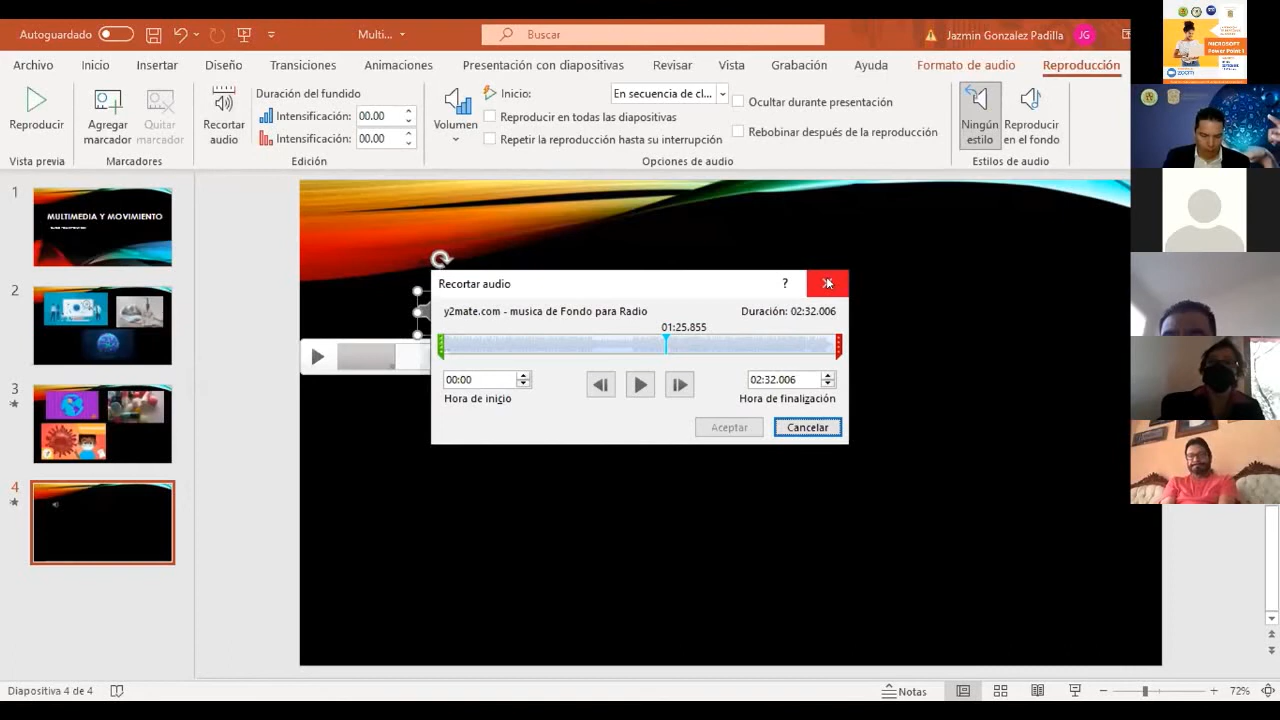 Autoguardado
Multi...
Buscar
Jazmin Gonzalez Padilla
JG
Archivo
Inicio
Insertar
Diseño
Transiciones
Animaciones
Presentación con diapositivas
Revisar
Vista
Grabación
Ayuda
Formato de audio
Reproducción
Reproducir
Agregar marcador
Quitar marcador
Recortar audio
Duración del fundido
Intensificación: 00.00
Intensificación: 00.00
Volumen
Inicio:
En secuencia de cl...
Reproducir en todas las diapositivas
Repetir la reproducción hasta su interrupción
Ocultar durante presentación
Rebobinar después de la reproducción
Ningún estilo
Reproducir en el fondo
Vista previa
Marcadores
Edición
Opciones de audio
Estilos de audio
1
MULTIMEDIA Y MOVIMIENTO
2
3
4
Recortar audio
?
y2mate.com - musica de Fondo para Radio
Duración: 02:32.006
01:25.855
00:00
02:32.006
Hora de inicio
Hora de finalización
Aceptar
Cancelar
MICROSOFT
Power Point I
zoom
Diapositiva 4 de 4
Notas
72%